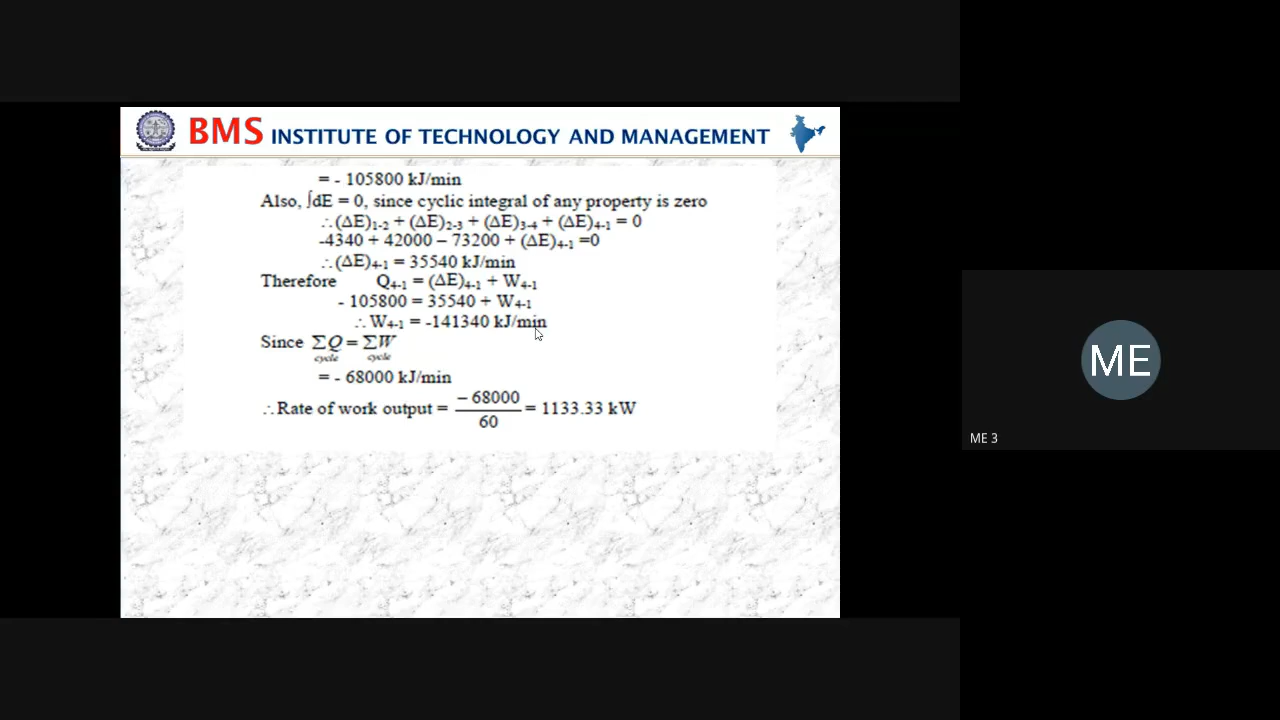 BMS INSTITUTE OF TECHNOLOGY AND MANAGEMENT
= - 105800 kJ/min
Also, ∫dE = 0, since cyclic integral of any property is zero
∴(ΔE)₁₋₂ + (ΔE)₂₋₃ + (ΔE)₃₋₄ + (ΔE)₄₋₁ = 0
-4340 + 42000 – 73200 + (ΔE)₄₋₁ =0
∴(ΔE)₄₋₁ = 35540 kJ/min
Therefore Q₄₋₁ = (ΔE)₄₋₁ + W₄₋₁
- 105800 = 35540 + W₄₋₁
∴ W₄₋₁ = -141340 kJ/min
Since ΣQ = ΣW
cycle cycle
= - 68000 kJ/min
∴Rate of work output = – 68000 / 60 = 1133.33 kW
ME
ME 3